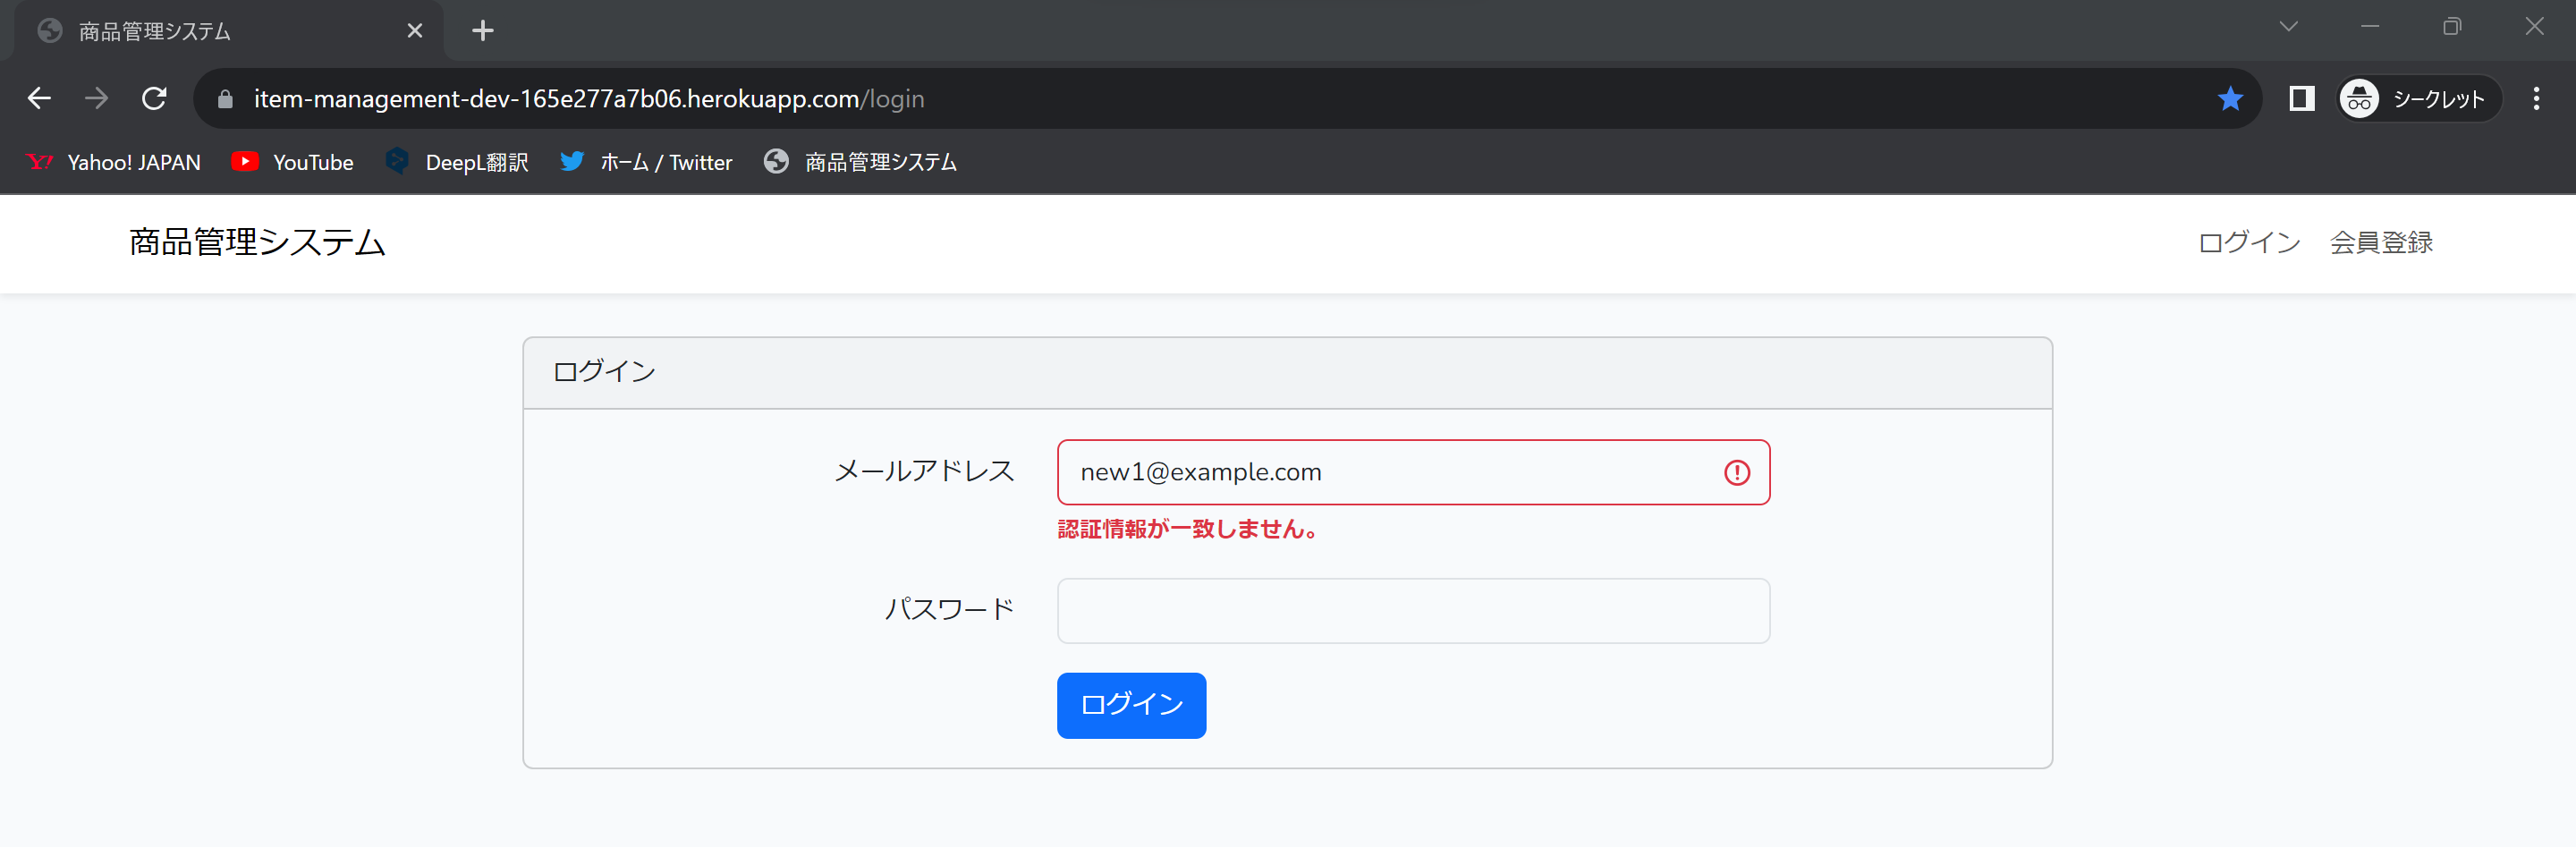 商品管理システム
item-management-dev-165e277a7b06.herokuapp.com/login
シークレット
Yahoo! JAPAN YouTube DeepL翻訳 ホーム / Twitter 商品管理システム
商品管理システム ログイン 会員登録
ログイン
メールアドレス new1@example.com
認証情報が一致しません。
パスワード
ログイン